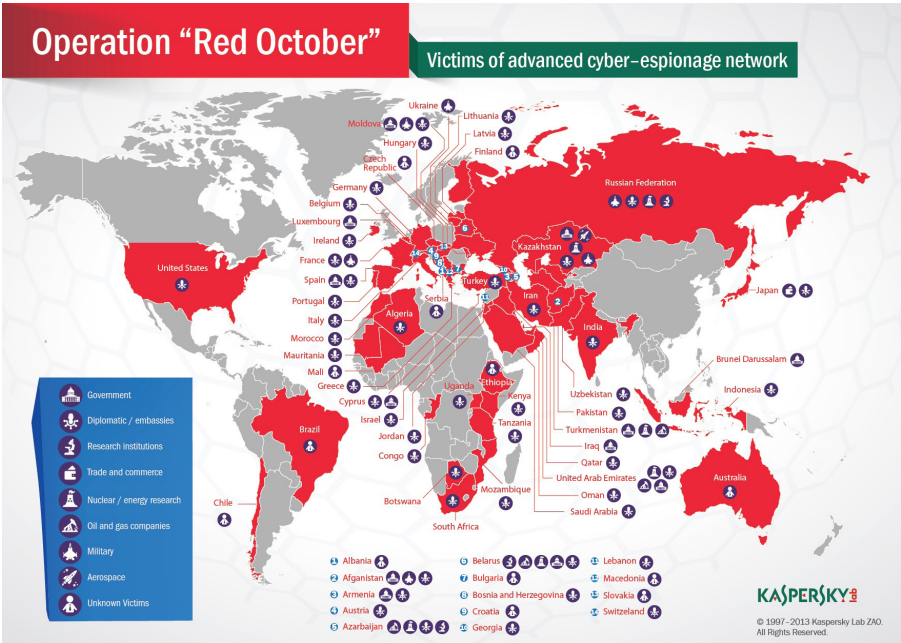 Operation “Red October”
Victims of advanced cyber-espionage network
Ukraine
Moldova
Hungary
Czech
Republic
Germany
Belgium
Luxembourg
Ireland
France
Spain
Portugal
Italy
Morocco
Mauritania
Mali
Greece
Cyprus
Israel
Jordan
Congo
Lithuania
Latvia
Finland
Russian Federation
Kazakhstan
United States
Turkey
Iran
Serbia
Algeria
India
Japan
Ethiopia
Uganda
Kenya
Tanzania
Brazil
Chile
Botswana
Mozambique
South Africa
Uzbekistan
Pakistan
Turkmenistan
Iraq
Qatar
United Arab Emirates
Oman
Saudi Arabia
Brunel Darussalam
Indonesia
Australia
Government
Diplomatic / embassies
Research institutions
Trade and commerce
Nuclear / energy research
Oil and gas companies
Military
Aerospace
Unknown Victims
1 Albania
2 Afganistan
3 Armenia
4 Austria
5 Azarbaijan
6 Belarus
7 Bulgaria
8 Bosnia and Herzegovina
9 Croatia
10 Georgia
11 Lebanon
12 Macedonia
13 Slovakia
14 Switzeland
KASPERSKY lab
© 1997-2013 Kaspersky Lab ZAO.
All Rights Reserved.